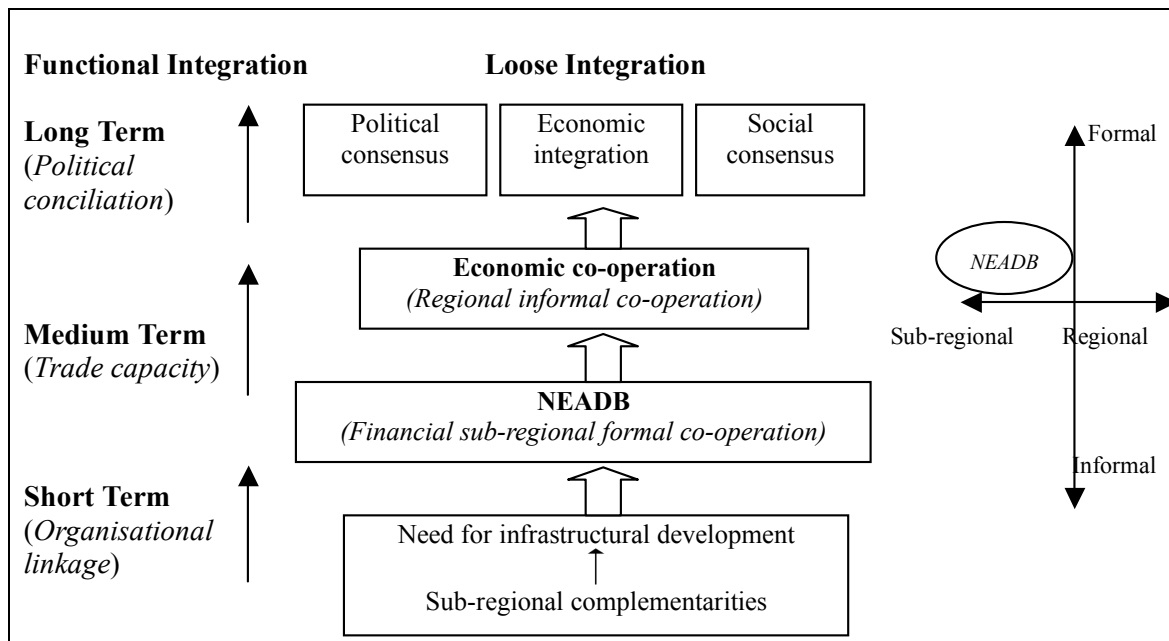 Functional Integration
Loose Integration
Long Term
(Political
conciliation)
Political
consensus
Economic
integration
Social
consensus
Economic co-operation
(Regional informal co-operation)
Medium Term
(Trade capacity)
NEADB
(Financial sub-regional formal co-operation)
Short Term
(Organisational
linkage)
Need for infrastructural development
Sub-regional complementarities
Formal
NEADB
Sub-regional
Regional
Informal